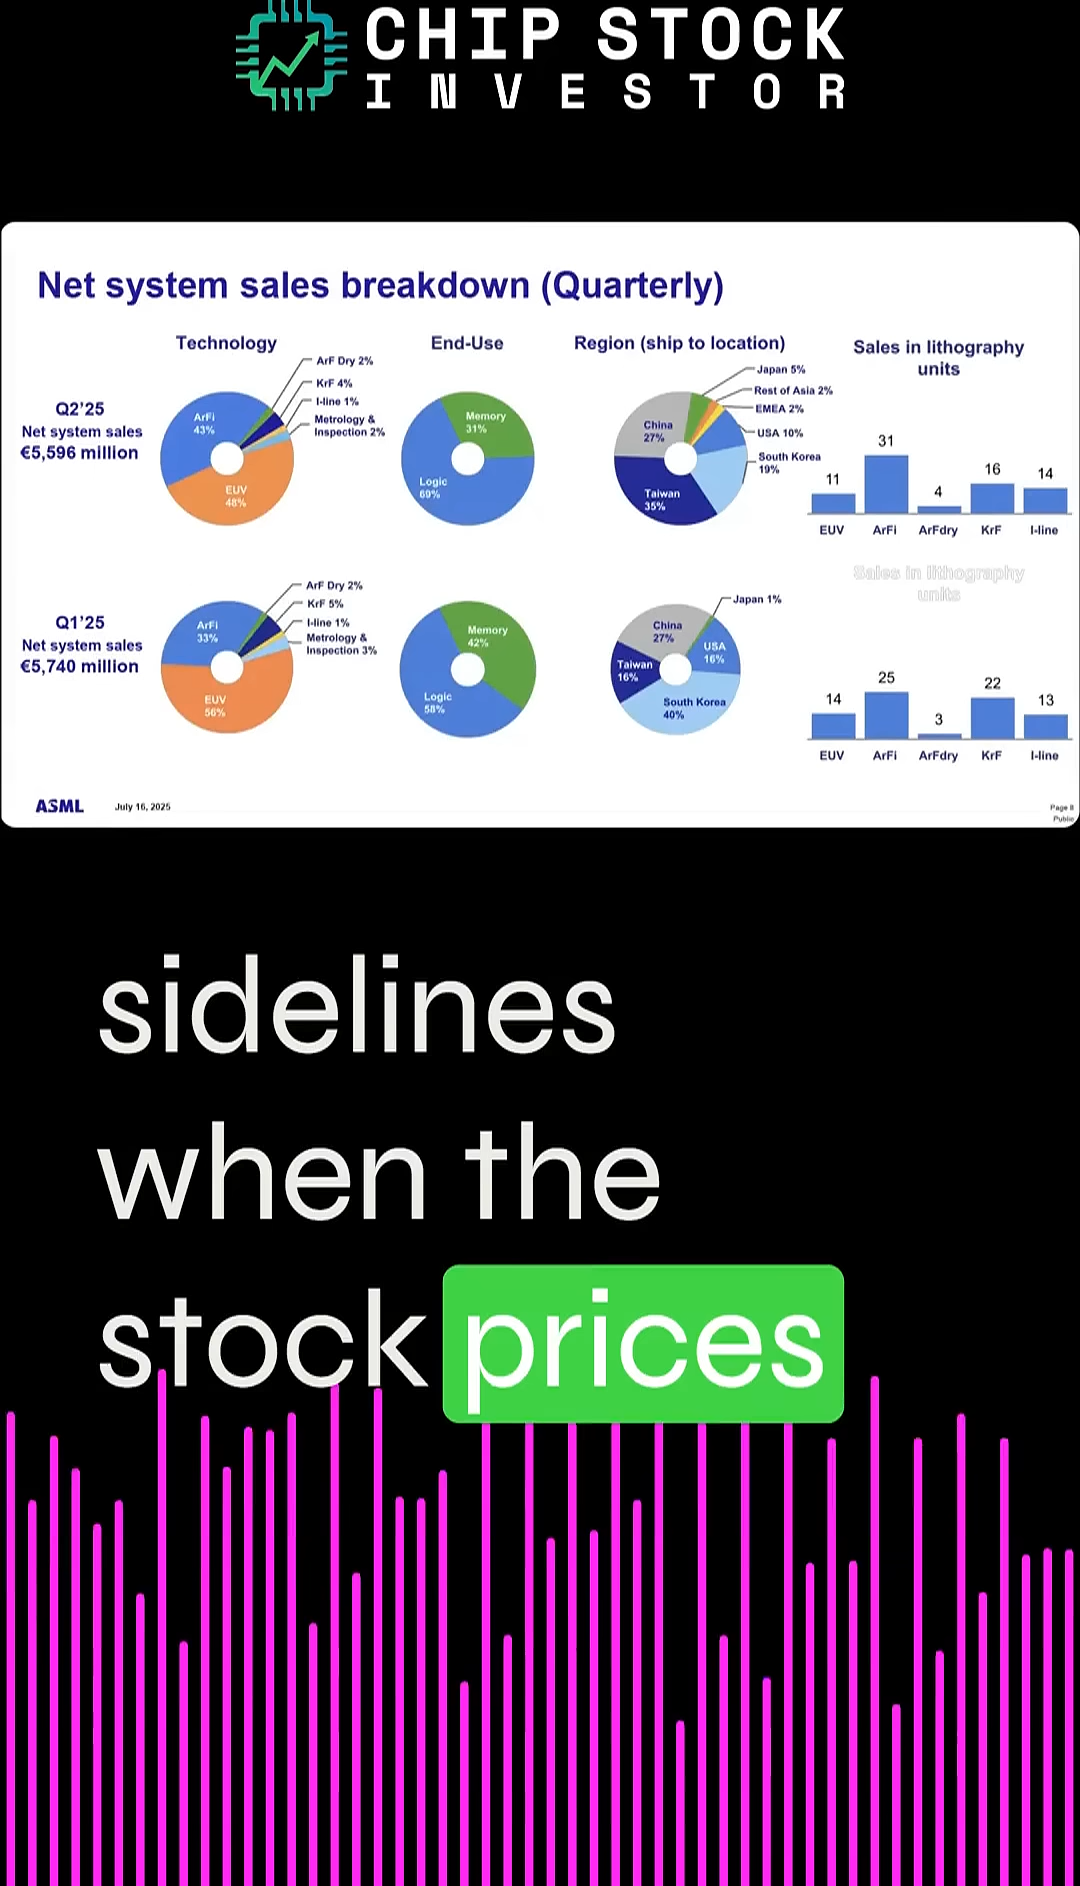 CHIP STOCK
INVESTOR
Net system sales breakdown (Quarterly)
Technology
End-Use
Region (ship to location)
Sales in lithography
units
Q2'25
Net system sales
€5,596 million
ArF Dry 2%
KrF 4%
I-line 1%
Metrology &
Inspection 2%
ArFi
43%
EUV
48%
Memory
31%
Logic
69%
Japan 5%
Rest of Asia 2%
EMEA 2%
USA 10%
South Korea
19%
China
27%
Taiwan
35%
11
31
4
16
14
EUV
ArFi
ArFdry
KrF
I-line
Sales in lithography
units
Q1'25
Net system sales
€5,740 million
ArF Dry 2%
KrF 5%
I-line 1%
Metrology &
Inspection 3%
ArFi
33%
EUV
56%
Memory
42%
Logic
58%
Japan 1%
China
27%
USA
16%
Taiwan
16%
South Korea
40%
14
25
3
22
13
EUV
ArFi
ArFdry
KrF
I-line
ASML
July 16, 2025
Page 8
Public
sidelines
when the
stock prices